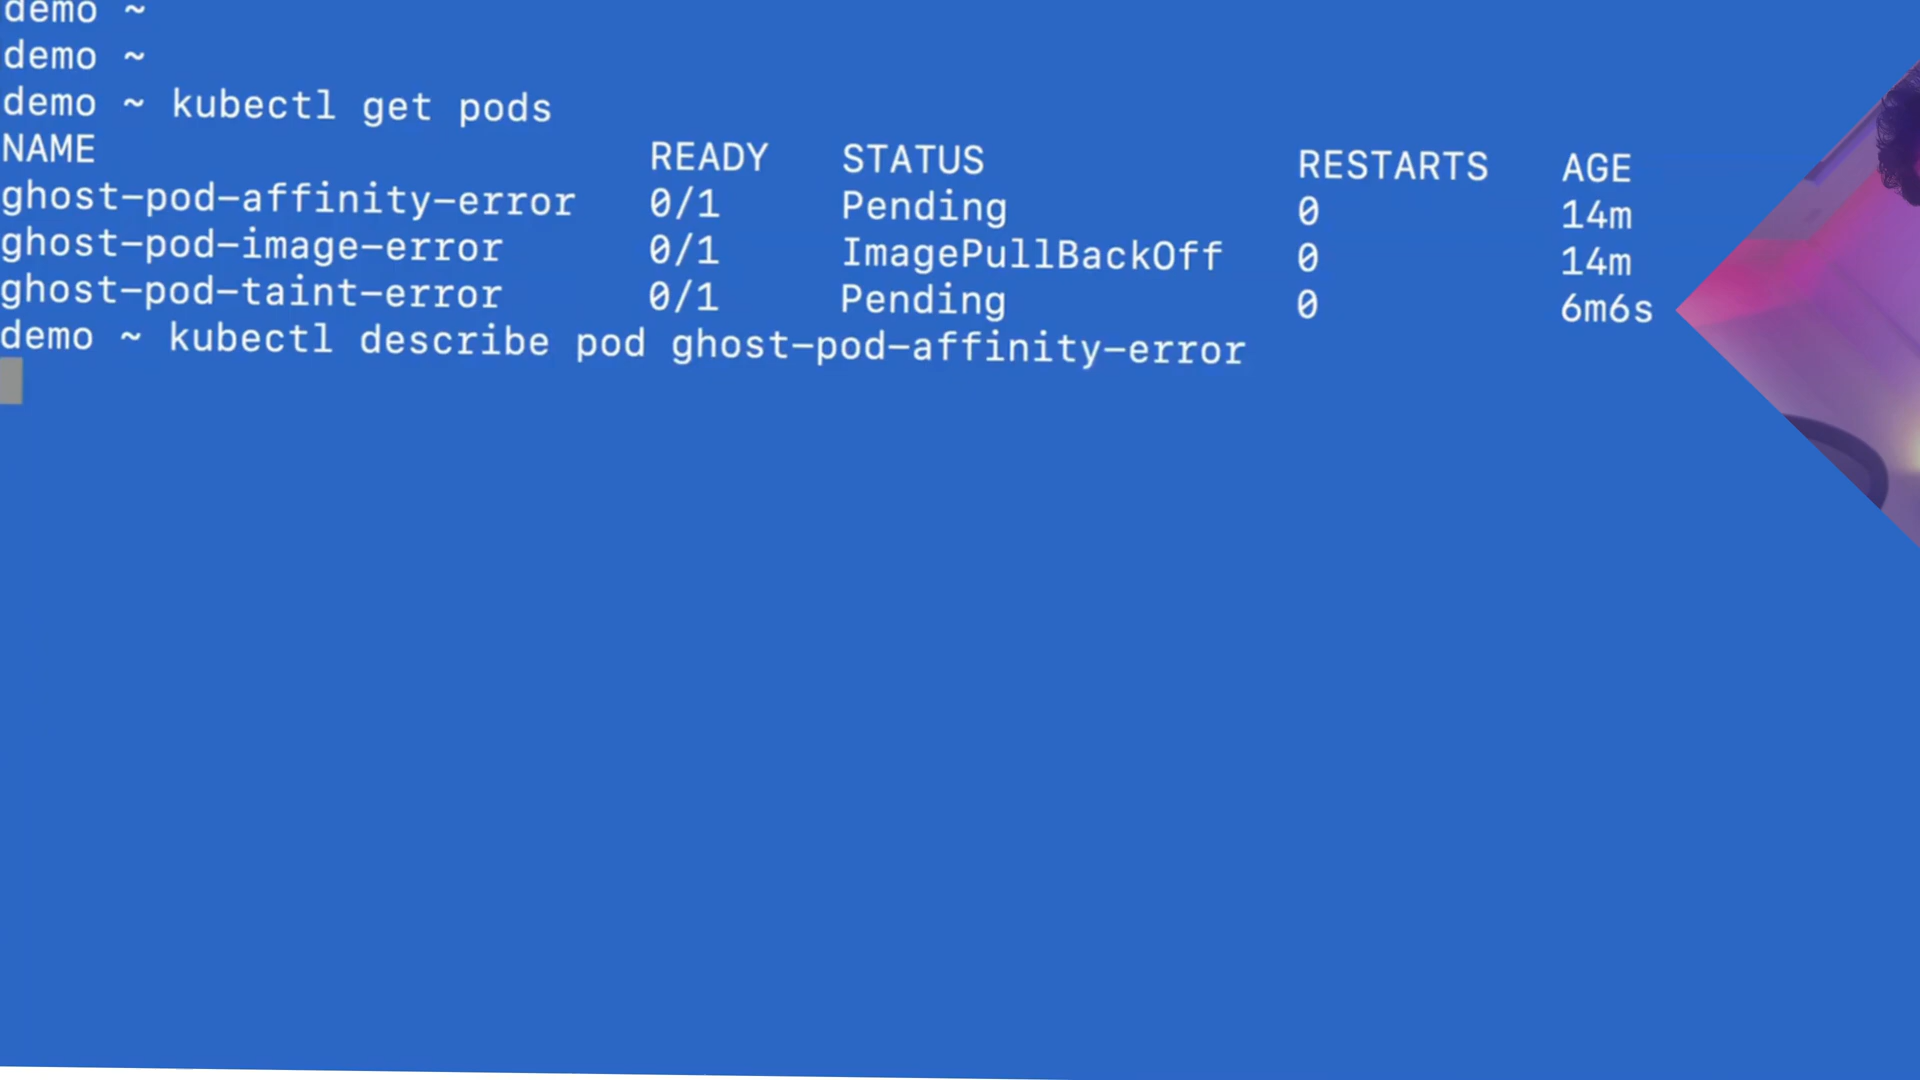 demo ~
demo ~
demo ~ kubectl get pods
NAME READY STATUS RESTARTS AGE
ghost-pod-affinity-error 0/1 Pending 0 14m
ghost-pod-image-error 0/1 ImagePullBackOff 0 14m
ghost-pod-taint-error 0/1 Pending 0 6m6s
demo ~ kubectl describe pod ghost-pod-affinity-error